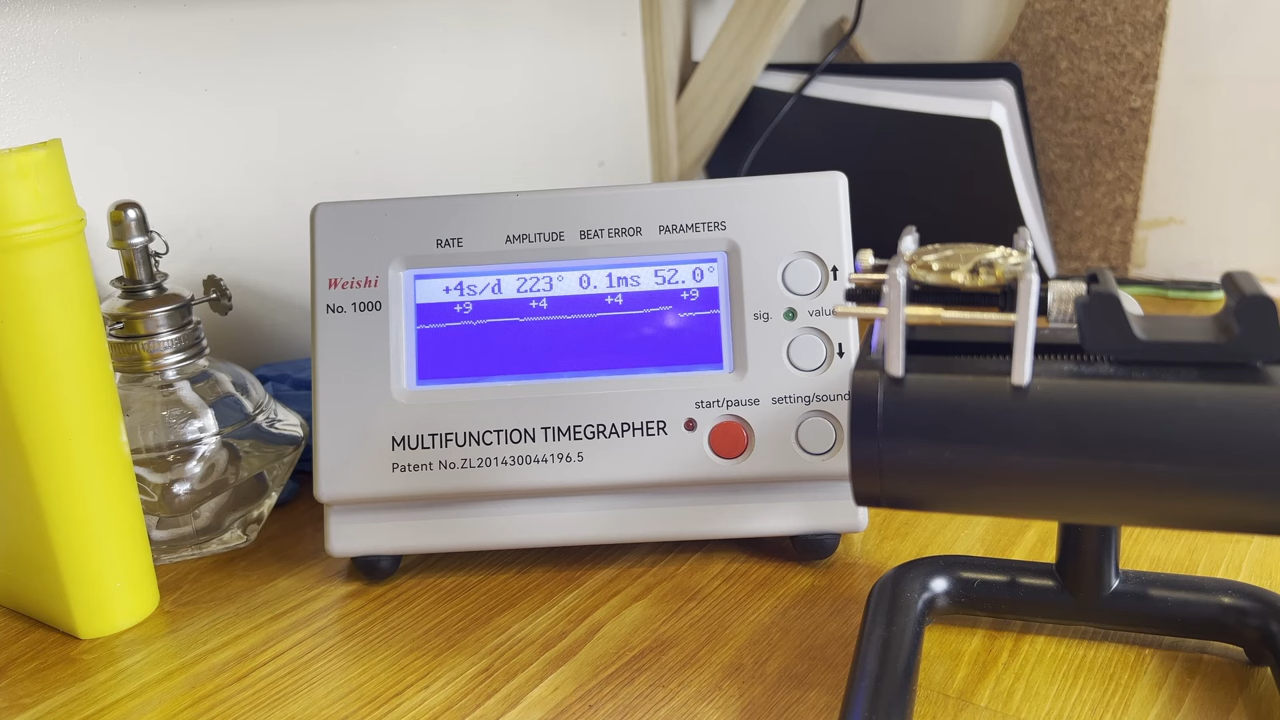 RATE AMPLITUDE BEAT ERROR PARAMETERS
Weishi
No. 1000
+4s/d 223° 0.1ms 52.0°
+9 +4 +4 +9
sig. value
start/pause setting/sound
MULTIFUNCTION TIMEGRAPHER
Patent No.ZL201430044196.5